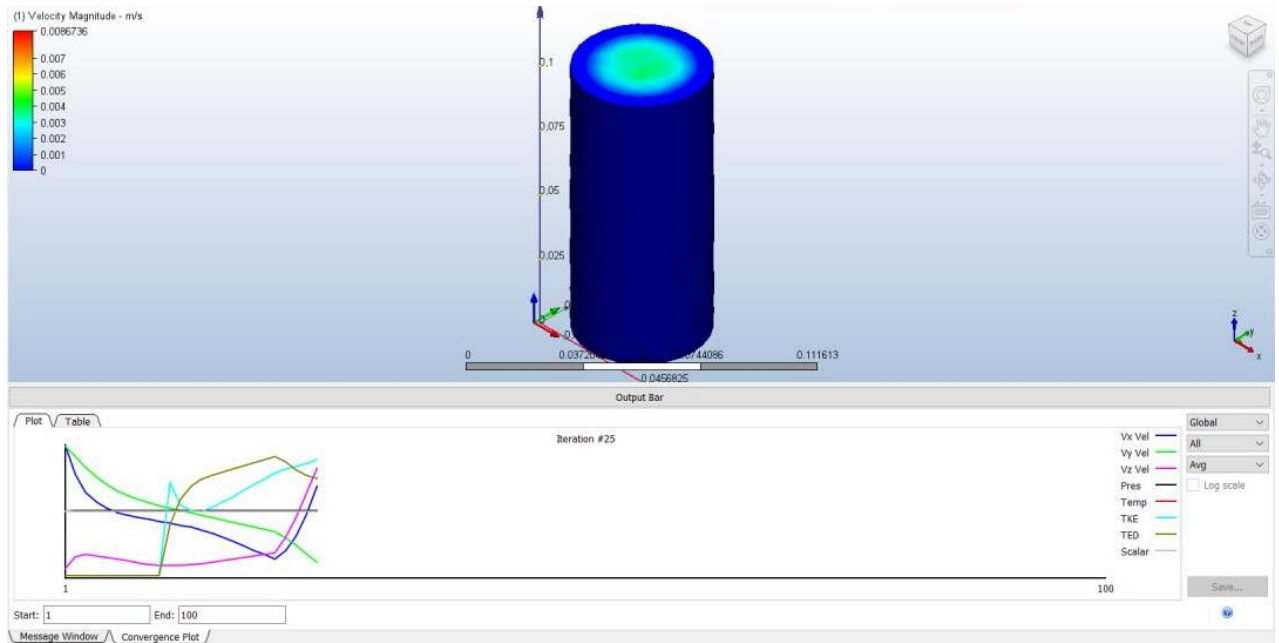 (1) Velocity Magnitude - m/s
0.0086736
0.007
0.006
0.005
0.004
0.003
0.002
0.001
0
0,1
0,075
0,05
0,025
0
0.111613
0.0456825
z
y
x
Output Bar
Plot
Table
Iteration #25
Vx Vel
Vy Vel
Vz Vel
Pres
Temp
TKE
TED
Scalar
1
100
Global
All
Avg
Log scale
Save...
Start: 1 End: 100
Message Window
Convergence Plot